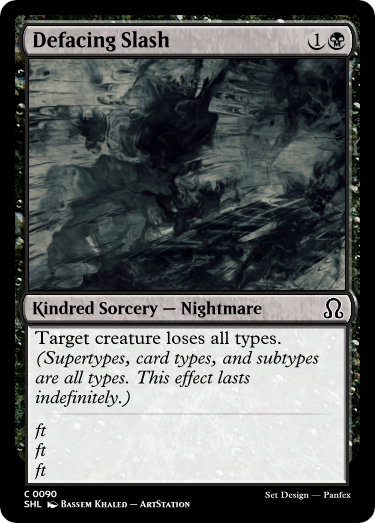 Defacing Slash 1
Kindred Sorcery — Nightmare
Target creature loses all types.
(Supertypes, card types, and subtypes
are all types. This effect lasts
indefinitely.)
ft
ft
ft
C 0090
SHL Bassem Khaled — ArtStation
Set Design — Panfex